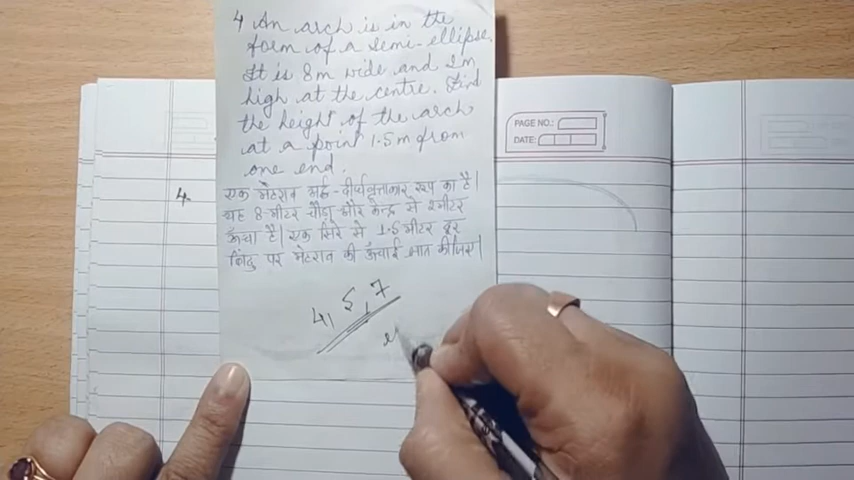 4 An arch is in the
form of a semi-ellipse.
It is 8m wide and 2m
high at the centre. Find
the height of the arch
at a point 1.5m from
one end.
एक मेहराव अर्द्ध-दीर्घवृत्ताकार रूप का है।
यह 8 मीटर चौड़ा और केन्द्र से 2 मीटर
ऊँचा है। एक सिरे से 1.5 मीटर दूर
बिंदु पर मेहराव की ऊँचाई ज्ञात कीजिए।
4, 5, 7
4.
PAGE NO.:
DATE: